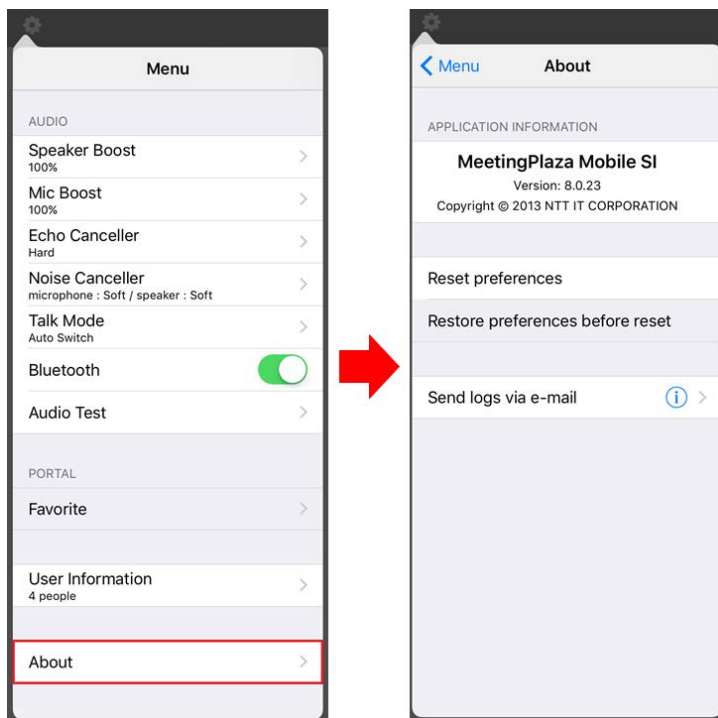 Menu
AUDIO
Speaker Boost
100%
Mic Boost
100%
Echo Canceller
Hard
Noise Canceller
microphone : Soft / speaker : Soft
Talk Mode
Auto Switch
Bluetooth
Audio Test
PORTAL
Favorite
User Information
4 people
About
Menu
About
APPLICATION INFORMATION
MeetingPlaza Mobile SI
Version: 8.0.23
Copyright © 2013 NTT IT CORPORATION
Reset preferences
Restore preferences before reset
Send logs via e-mail